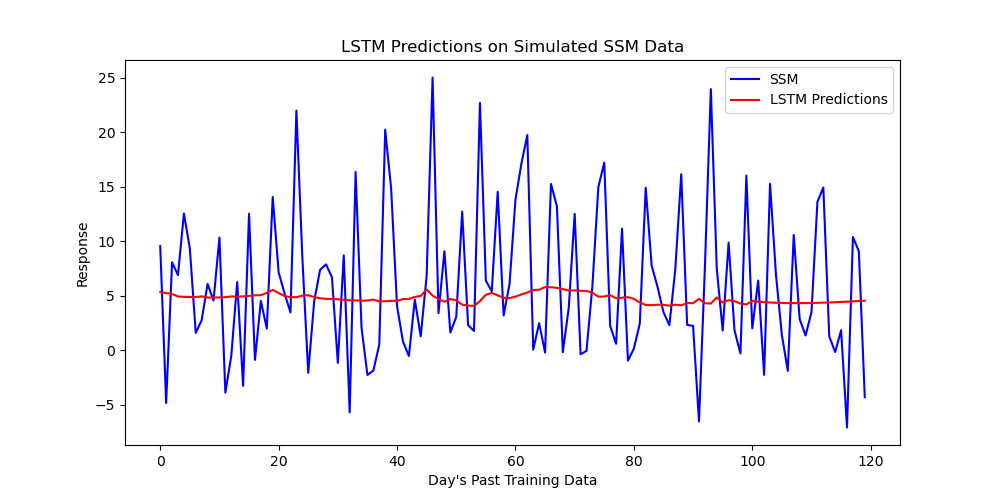 LSTM Predictions on Simulated SSM Data
SSM
LSTM Predictions
Response
25
20
15
10
5
0
−5
0 20 40 60 80 100 120
Day's Past Training Data